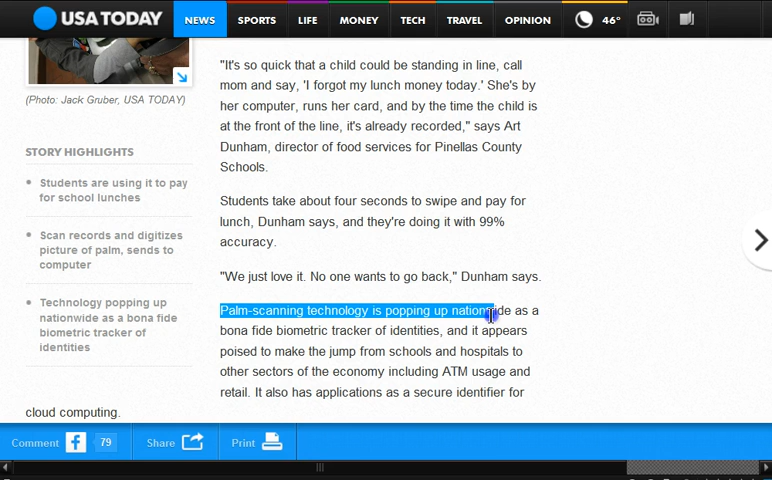 USA TODAY
NEWS
SPORTS
LIFE
MONEY
TECH
TRAVEL
OPINION
46°
(Photo: Jack Gruber, USA TODAY)
STORY HIGHLIGHTS
Students are using it to pay
for school lunches
Scan records and digitizes
picture of palm, sends to
computer
Technology popping up
nationwide as a bona fide
biometric tracker of
identities
"It's so quick that a child could be standing in line, call
mom and say, 'I forgot my lunch money today.' She's by
her computer, runs her card, and by the time the child is
at the front of the line, it's already recorded," says Art
Dunham, director of food services for Pinellas County
Schools.
Students take about four seconds to swipe and pay for
lunch, Dunham says, and they're doing it with 99%
accuracy.
"We just love it. No one wants to go back," Dunham says.
Palm-scanning technology is popping up nationwide as a
bona fide biometric tracker of identities, and it appears
poised to make the jump from schools and hospitals to
other sectors of the economy including ATM usage and
retail. It also has applications as a secure identifier for
cloud computing.
Comment
79
Share
Print